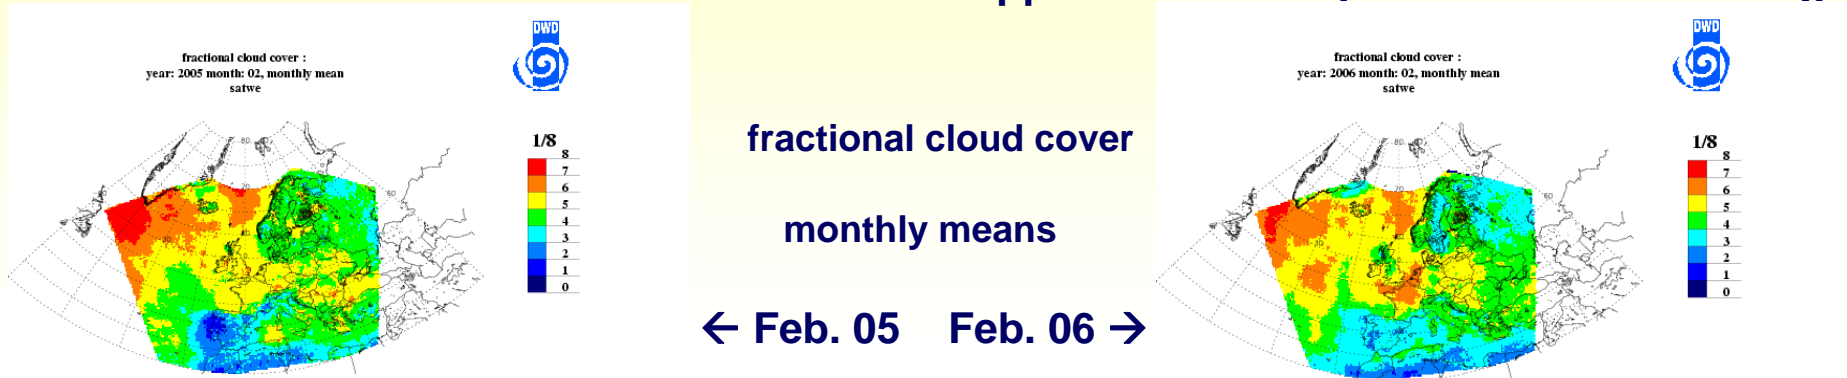 DWD
fractional cloud cover :
year: 2005 month: 02, monthly mean
satwe
1/8
8
7
6
5
4
3
2
1
0
fractional cloud cover
monthly means
← Feb. 05 Feb. 06 →
DWD
fractional cloud cover :
year: 2006 month: 02, monthly mean
satwe
1/8
8
7
6
5
4
3
2
1
0